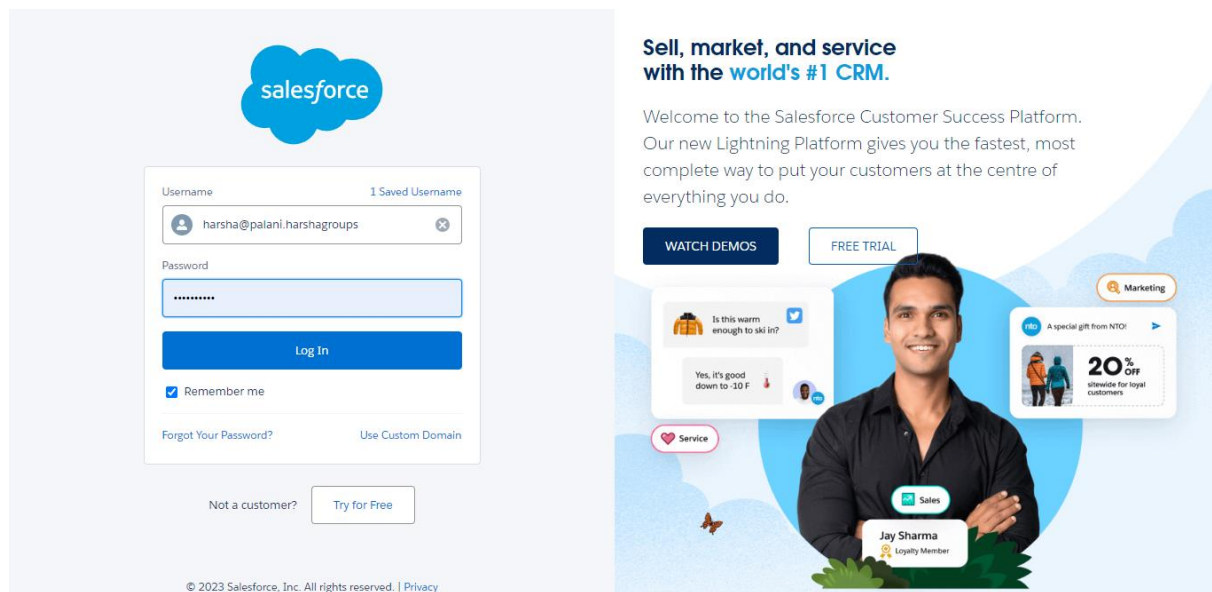 salesforce
Username
1 Saved Username
harsha@palani.harshagroups
Password
••••••••••
Log In
Remember me
Forgot Your Password?
Use Custom Domain
Not a customer?
Try for Free
© 2023 Salesforce, Inc. All rights reserved. | Privacy
Sell, market, and service
with the world's #1 CRM.
Welcome to the Salesforce Customer Success Platform.
Our new Lightning Platform gives you the fastest, most
complete way to put your customers at the centre of
everything you do.
WATCH DEMOS
FREE TRIAL
Is this warm
enough to ski in?
Yes, it's good
down to -10 F
nto
Service
Marketing
nto
A special gift from NTO!
20% OFF
sitewide for loyal
customers
Sales
Jay Sharma
Loyalty Member